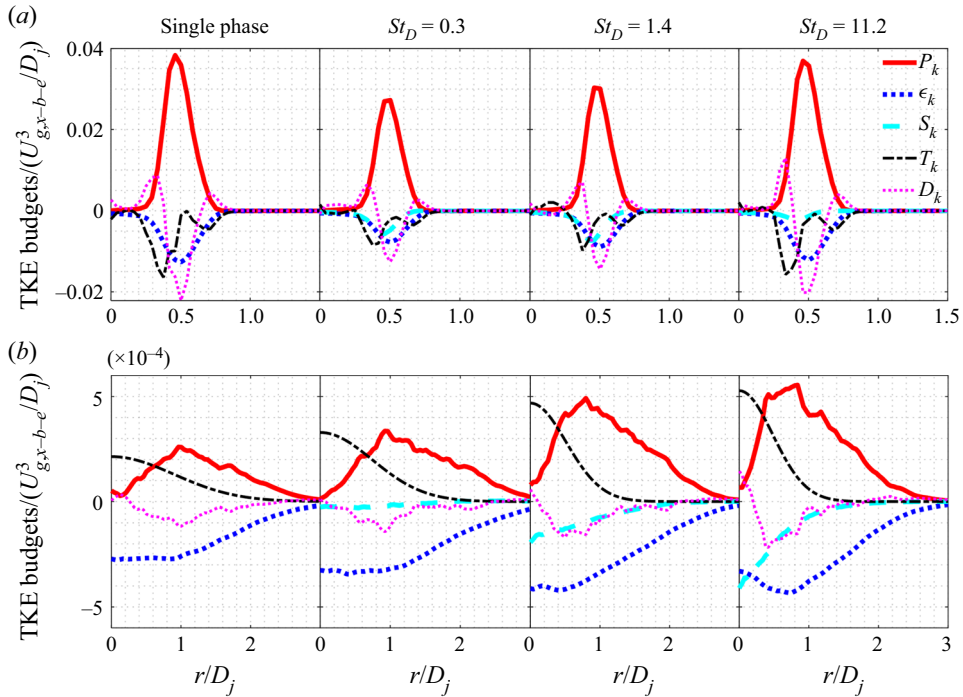 (a)
Single phase St_D = 0.3 St_D = 1.4 St_D = 11.2
TKE budgets/(U^3_{g,x–b–e}/D_j)
0.04
0.02
0
–0.02
P_k
ϵ_k
S_k
T_k
D_k
0 0.5 1.0 0 0.5 1.0 0 0.5 1.0 0 0.5 1.0 1.5
(b)
(×10^{–4})
TKE budgets/(U^3_{g,x–b–e}/D_j)
5
0
–5
0 1 2 0 1 2 0 1 2 0 1 2 3
r/D_j r/D_j r/D_j r/D_j